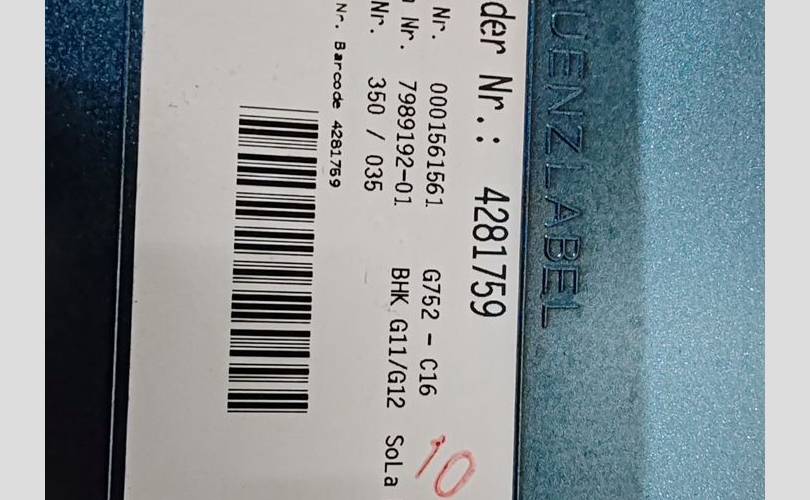 UENZLABEL
der Nr.: 4281759
Nr. 0001561561 G752 - C16
Nr. 7989192-01 BHK G11/G12 SoLa
Nr. 350 / 035
Nr. Barcode 4281759
10